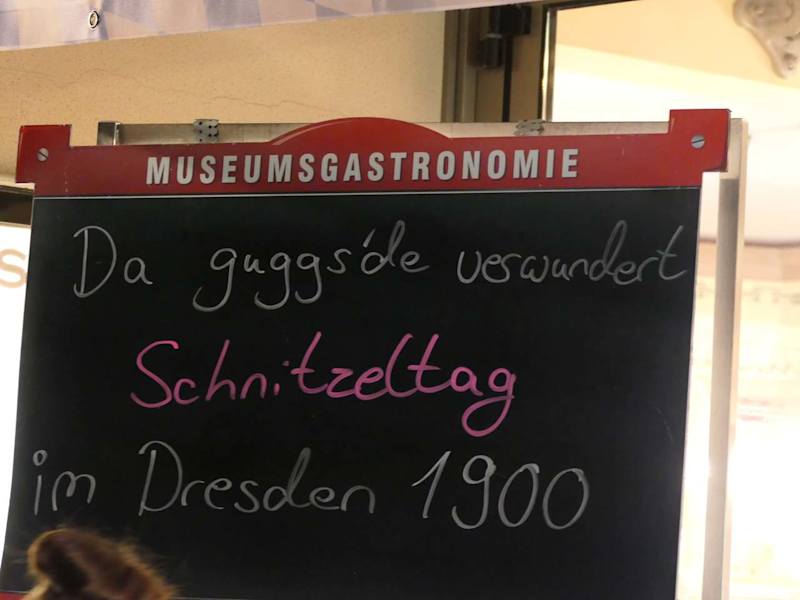 MUSEUMSGASTRONOMIE
Da guggs'de verwundert
Schnitzeltag
im Dresden 1900